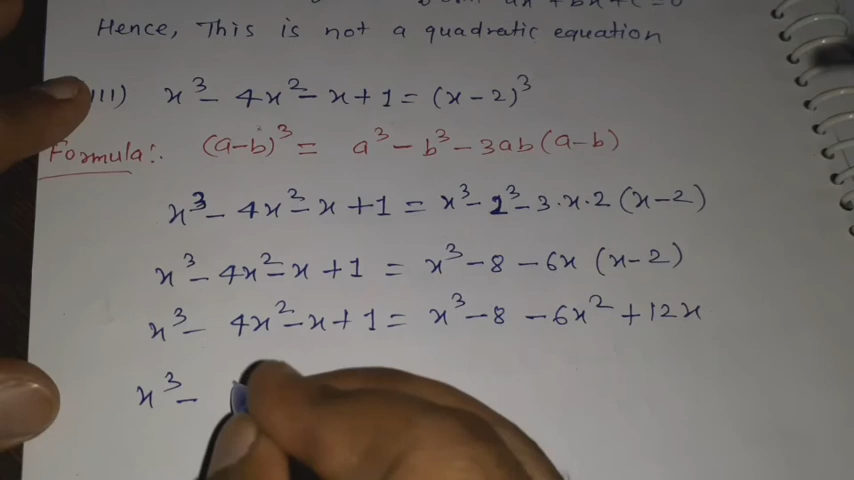 Hence, This is not a quadratic equation
III) x³ - 4x² - x + 1 = (x - 2)³
Formula:. (a-b)³ = a³ - b³ - 3ab (a-b)
x³ - 4x² - x + 1 = x³ - 2³ - 3·x·2 (x-2)
x³ - 4x² - x + 1 = x³ - 8 - 6x (x-2)
x³ - 4x² - x + 1 = x³ - 8 - 6x² + 12x
x³ -